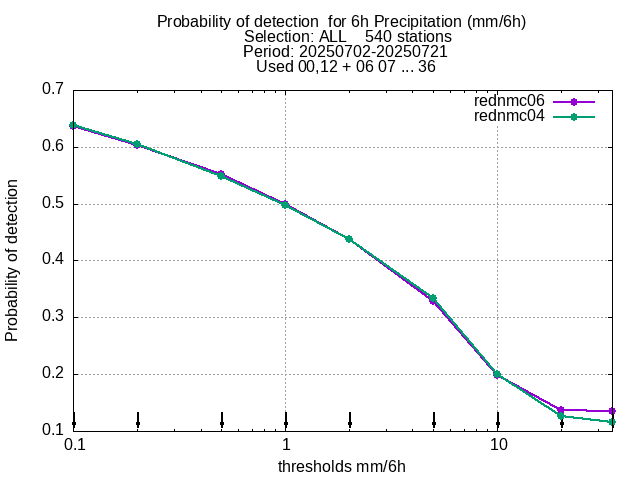 Probability of detection  for 6h Precipitation (mm/6h)
Selection: ALL    540 stations
Period: 20250702-20250721
Used 00,12 + 06 07 ... 36
rednmc06
rednmc04
0.7
0.6
0.5
0.4
0.3
0.2
0.1
Probability of detection
0.1 1 10
thresholds mm/6h